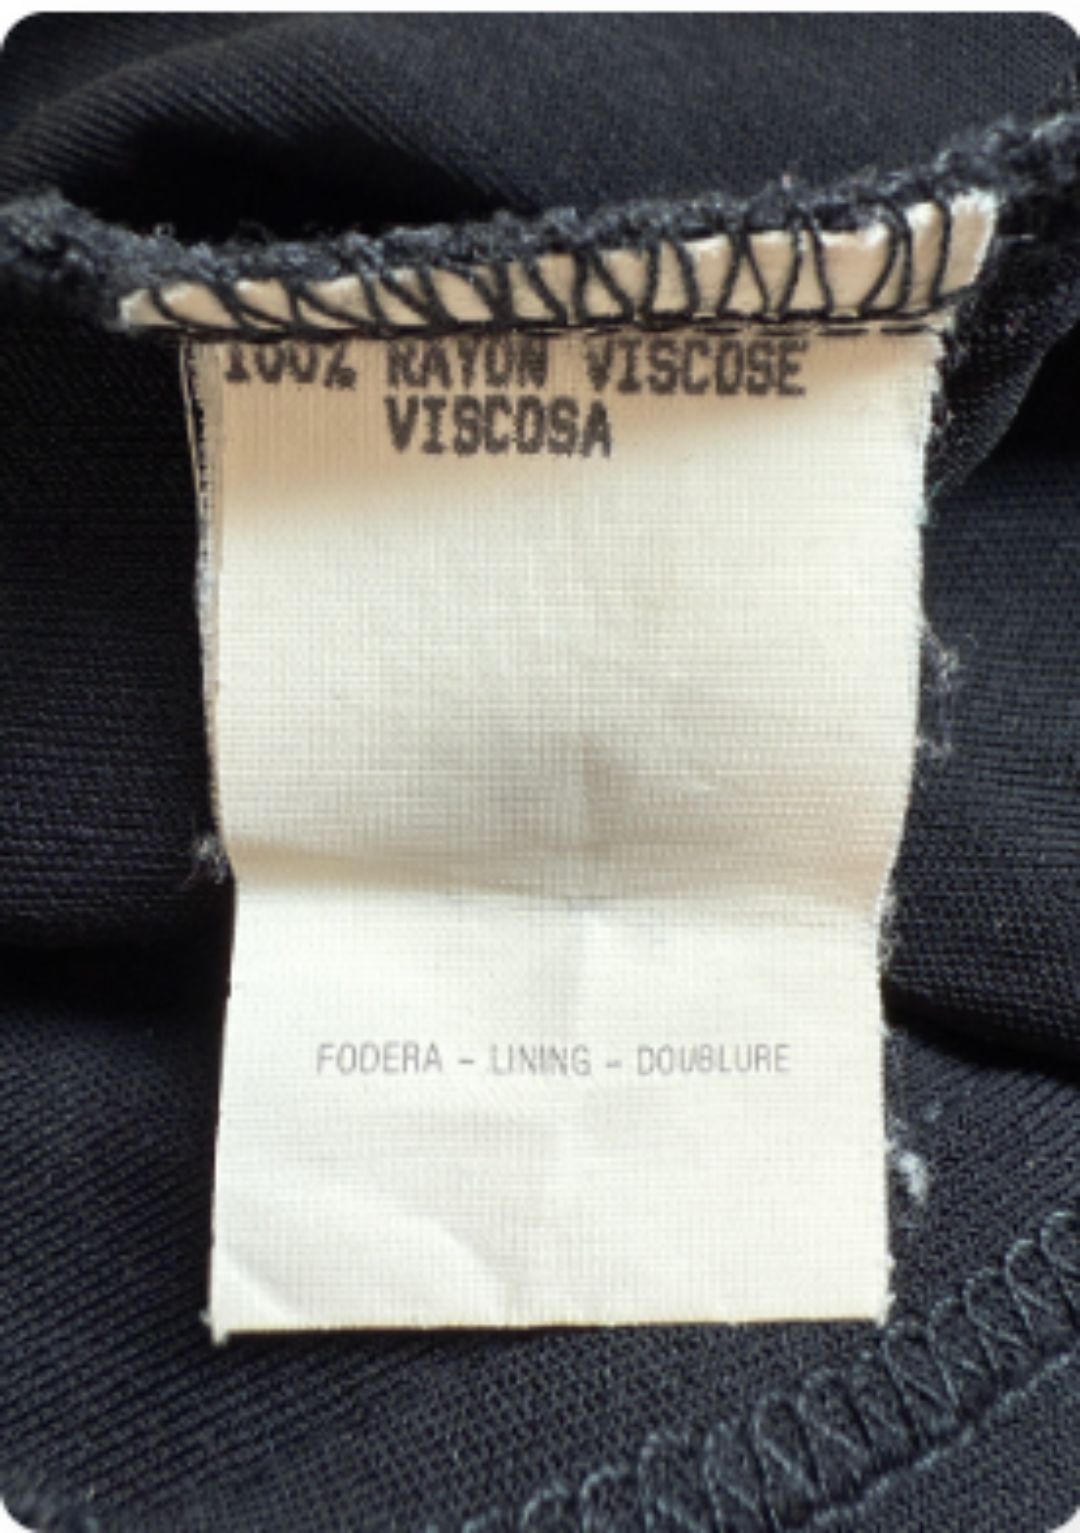 100% RAYON VISCOSE
VISCOSA
FODERA - LINING - DOUBLURE